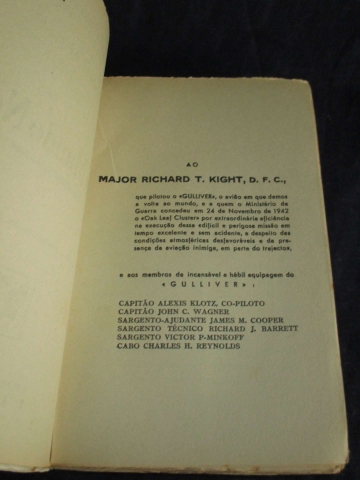 AO
MAJOR RICHARD T. KIGHT, D. F. C.,
que pilotou o «GULLIVER», o avião em que demos
a volta ao mundo, e a quem o Ministério da
Guerra concedeu em 24 de Novembro de 1942
o «Oak Leaf Cluster» por extraordinária eficiência
na execução dessa edifícil e perigosa missão em
tempo excelente e sem acidente, a despeito das
condições atmosféricas desfavoráveis e da pre-
sença de aviação inimiga, em parte do trajecto,
e aos membros da incansável e hábil equipagem do
«GULLIVER»:
CAPITÃO ALEXIS KLOTZ, CO-PILOTO
CAPITÃO JOHN C. WAGNER
SARGENTO-AJUDANTE JAMES M. COOPER
SARGENTO TÉCNICO RICHARD J. BARRETT
SARGENTO VICTOR P-MINKOFF
CABO CHARLES H. REYNOLDS